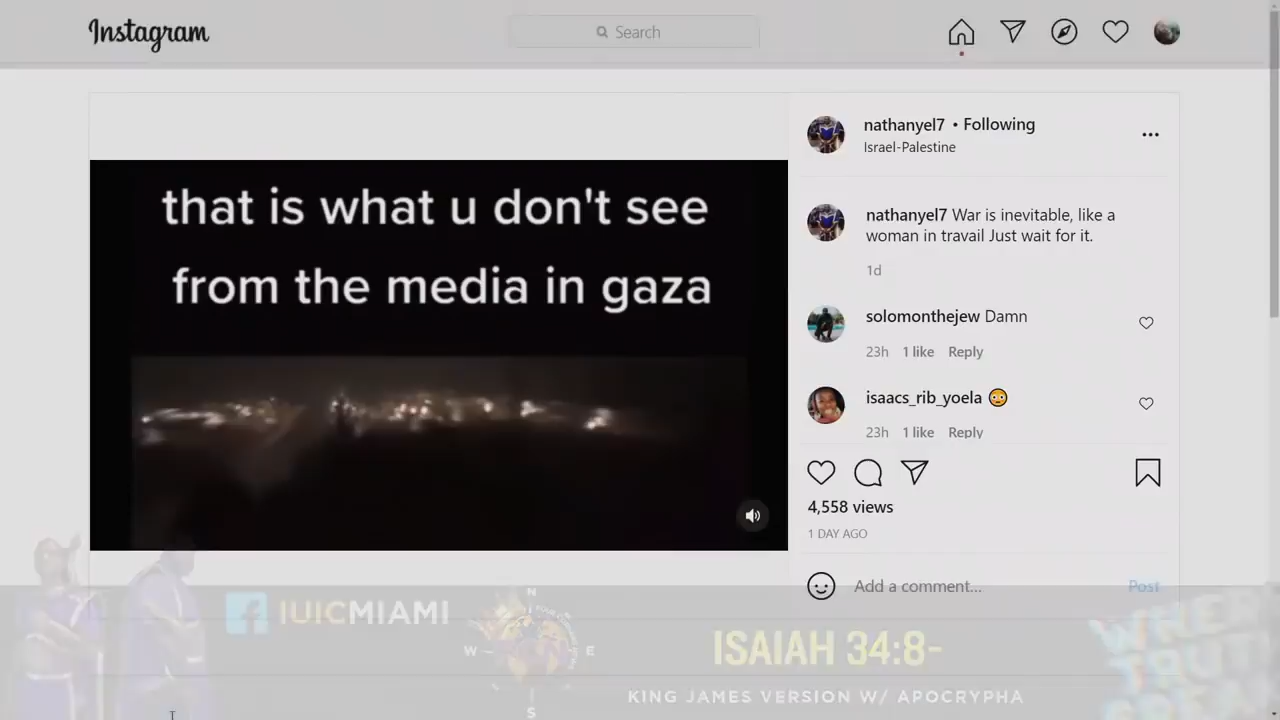 Instagram
Search
nathanyel7 • Following
Israel-Palestine
that is what u don't see
from the media in gaza
nathanyel7 War is inevitable, like a
woman in travail Just wait for it.
1d
solomonthejew Damn
23h 1 like Reply
isaacs_rib_yoela 😳
23h 1 like Reply
4,558 views
1 DAY AGO
Add a comment... Post
IUICMIAMI
N
W E
S
ISAIAH 34:8-
KING JAMES VERSION W/ APOCRYPHA
TRUTH